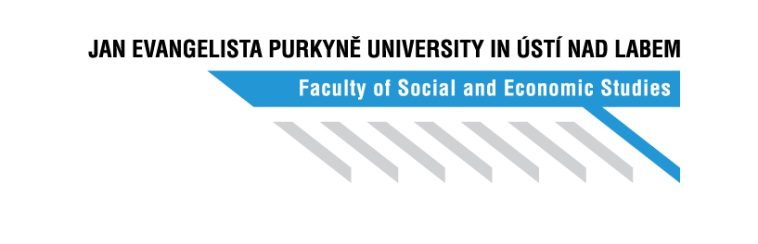 JAN EVANGELISTA PURKYNĚ UNIVERSITY IN ÚSTÍ NAD LABEM
Faculty of Social and Economic Studies